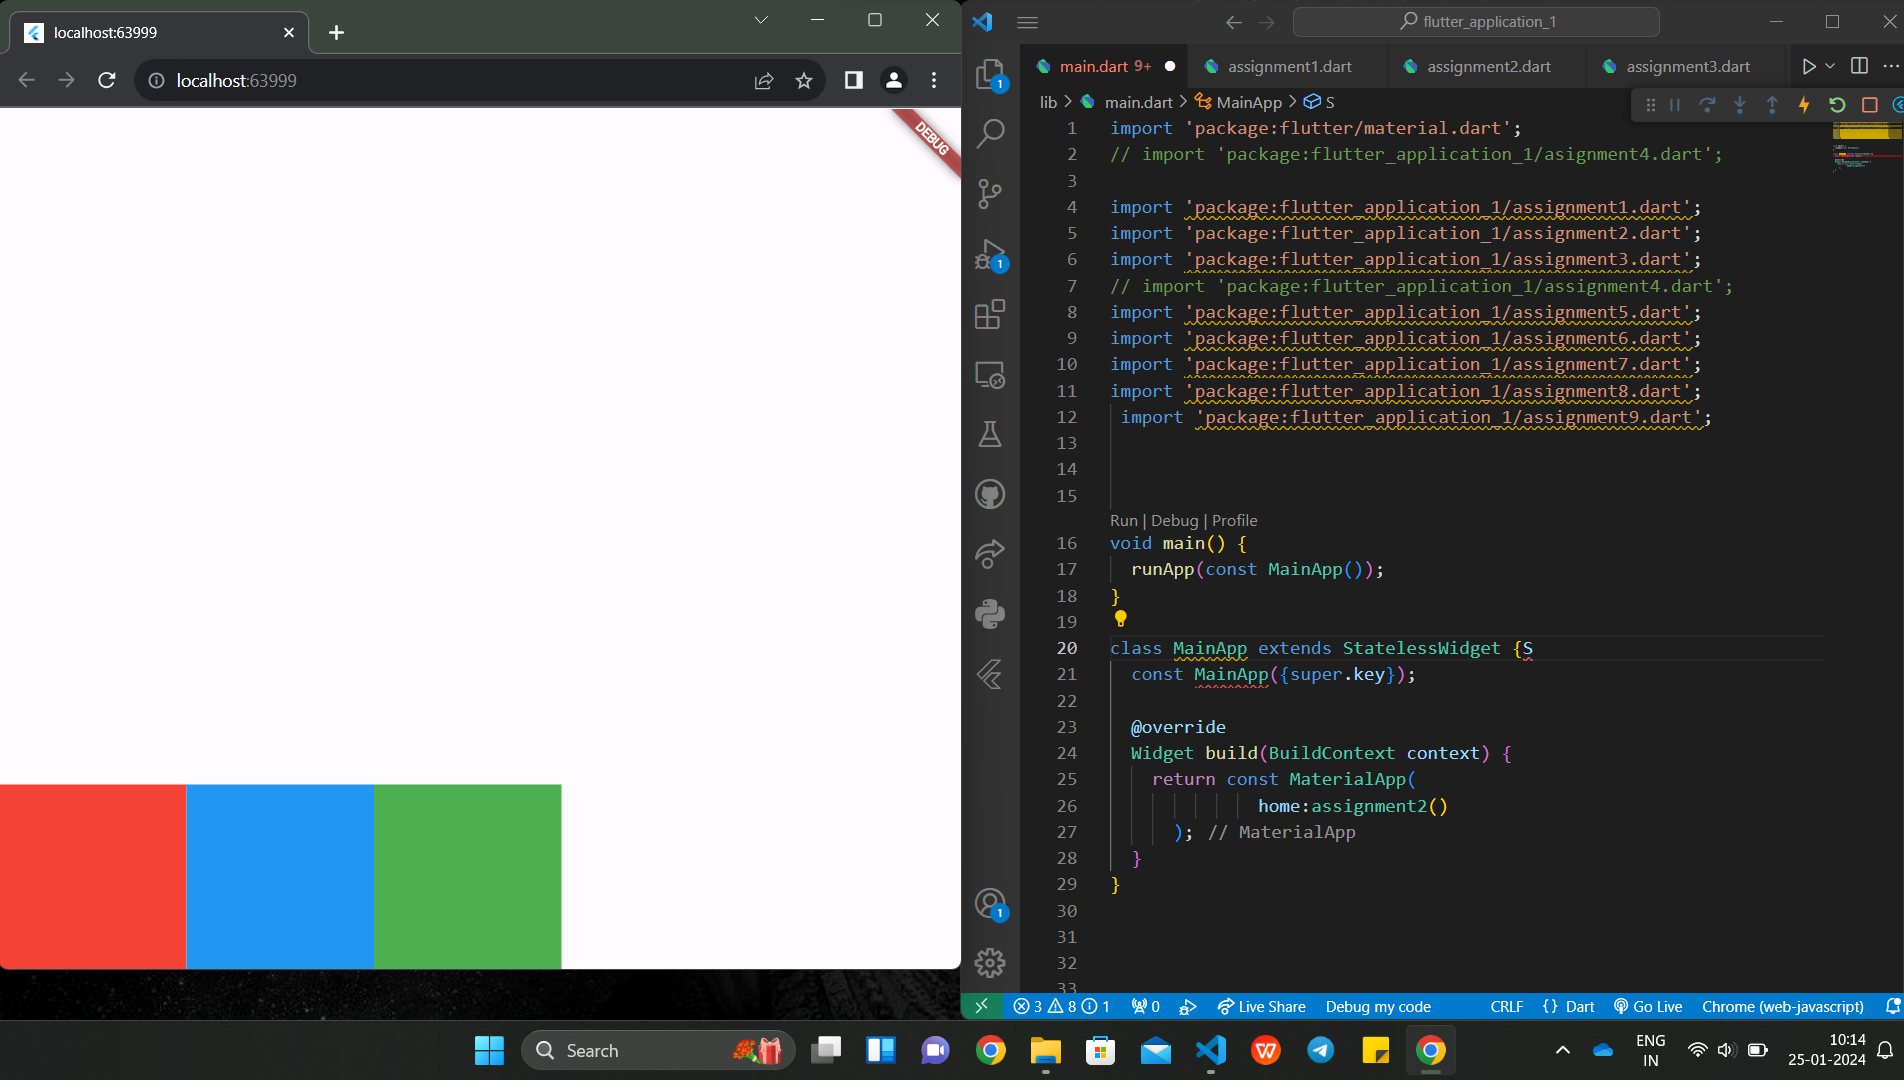 localhost:63999
localhost:63999
DEBUG
flutter_application_1
main.dart 9+
assignment1.dart
assignment2.dart
assignment3.dart
lib > main.dart > MainApp > S
1 import 'package:flutter/material.dart';
2 // import 'package:flutter_application_1/asignment4.dart';
3
4 import 'package:flutter_application_1/assignment1.dart';
5 import 'package:flutter_application_1/assignment2.dart';
6 import 'package:flutter_application_1/assignment3.dart';
7 // import 'package:flutter_application_1/assignment4.dart';
8 import 'package:flutter_application_1/assignment5.dart';
9 import 'package:flutter_application_1/assignment6.dart';
10 import 'package:flutter_application_1/assignment7.dart';
11 import 'package:flutter_application_1/assignment8.dart';
12 import 'package:flutter_application_1/assignment9.dart';
13
14
15
Run | Debug | Profile
16 void main() {
17 runApp(const MainApp());
18 }
19
20 class MainApp extends StatelessWidget {S
21 const MainApp({super.key});
22
23 @override
24 Widget build(BuildContext context) {
25 return const MaterialApp(
26 home:assignment2()
27 ); // MaterialApp
28 }
29 }
30
31
32
33
1
1
1
3 8 1 0 Live Share Debug my code CRLF {} Dart Go Live Chrome (web-javascript)
Search
ENG
IN
10:14
25-01-2024